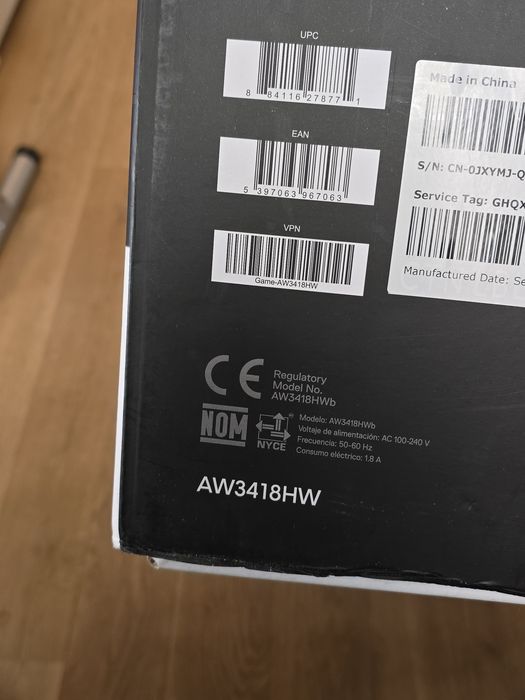 UPC
8 84116 27877 1
EAN
5 397063 967063
VPN
Game-AW3418HW
Made in China
S/N: CN-0JXYMJ-Q
Service Tag: GHQX
Manufactured Date: Se
CE
Regulatory
Model No.
AW3418HWb
NOM
NYCE
Modelo: AW3418HWb
Voltaje de alimentación: AC 100-240 V
Frecuencia: 50-60 Hz
Consumo eléctrico: 1.8 A
AW3418HW